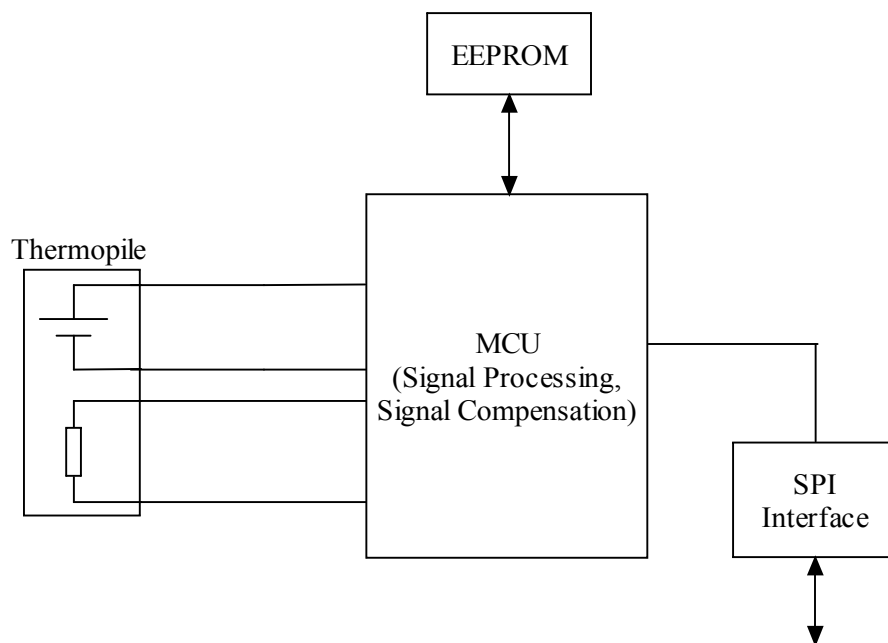 EEPROM
Thermopile
MCU
(Signal Processing,
Signal Compensation)
SPI
Interface